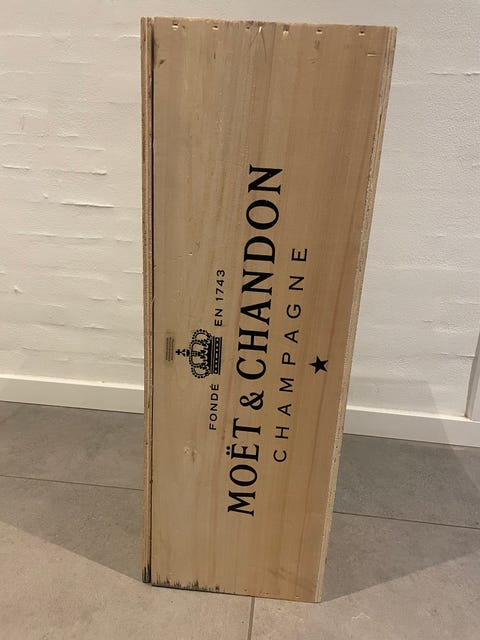 FONDÉ EN 1743
MOËT & CHANDON
CHAMPAGNE